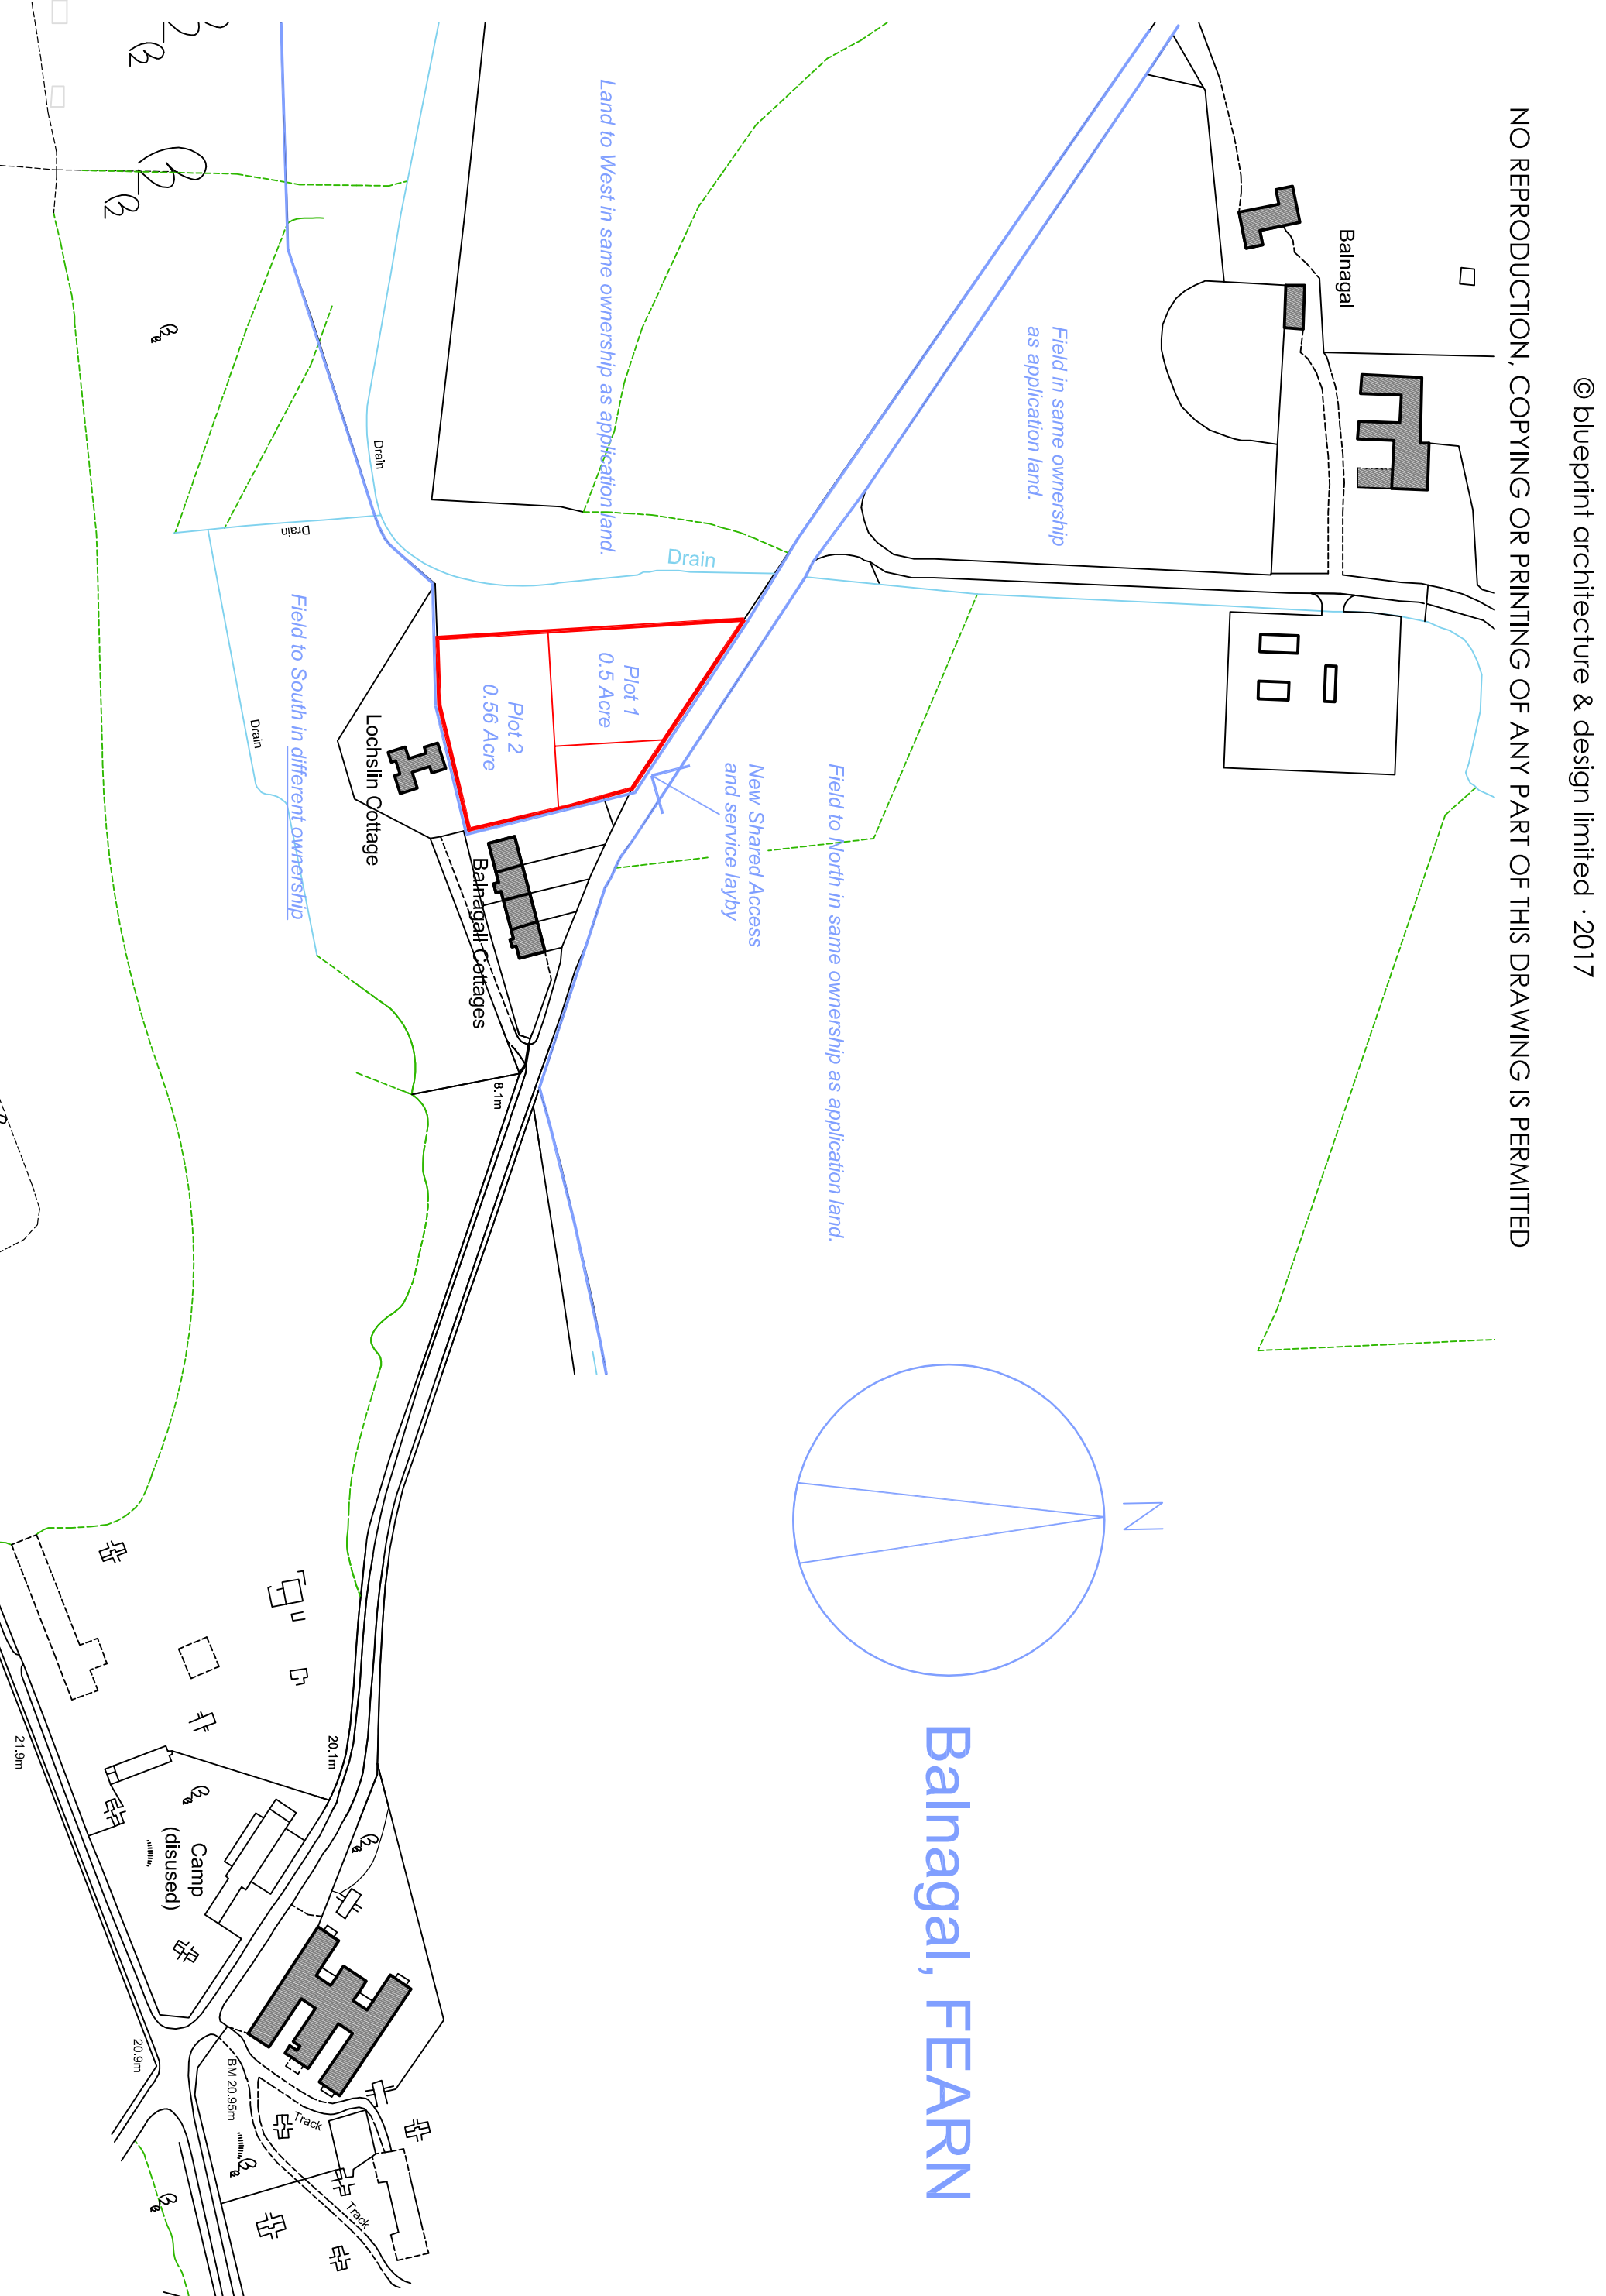 © blueprint architecture & design limited · 2017
NO REPRODUCTION, COPYING OR PRINTING OF ANY PART OF THIS DRAWING IS PERMITTED
Balnagal
Field in same ownership
as application land.
Land to West in same ownership as application land.
Drain
Drain
Drain
Drain
Plot 1
0.5 Acre
Plot 2
0.56 Acre
New Shared Access
and service layby
Field to North in same ownership as application land.
Field to South in different ownership
Lochslin Cottage
Balnagall Cottages
8.1m
N
Balnagal, FEARN
20.1m
21.9m
Camp
(disused)
20.9m
BM 20.95m
Track
Track